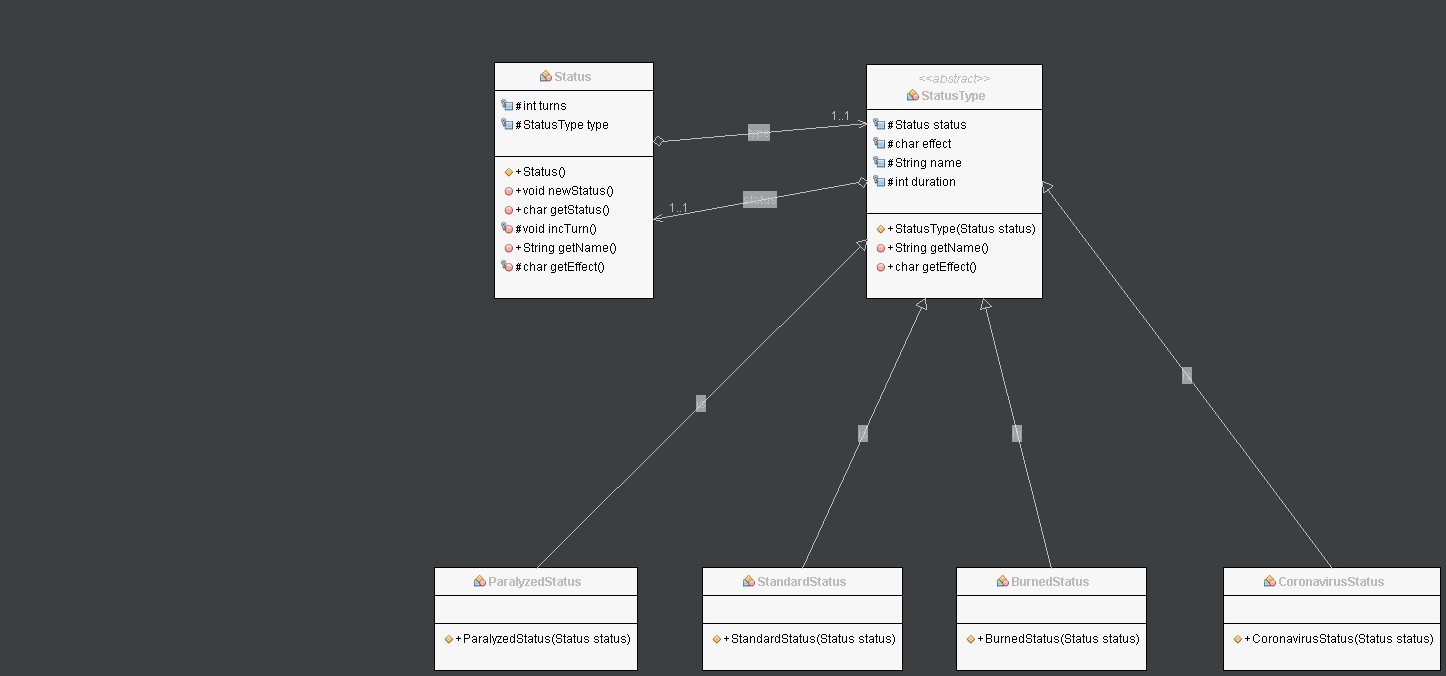 Status
#int turns
#StatusType type
+Status()
+void newStatus()
+char getStatus()
#void incTurn()
+String getName()
#char getEffect()
<<abstract>>
StatusType
#Status status
#char effect
#String name
#int duration
+StatusType(Status status)
+String getName()
+char getEffect()
type
1..1
status
1..1
ParalyzedStatus
+ParalyzedStatus(Status status)
StandardStatus
+StandardStatus(Status status)
BurnedStatus
+BurnedStatus(Status status)
CoronavirusStatus
+CoronavirusStatus(Status status)